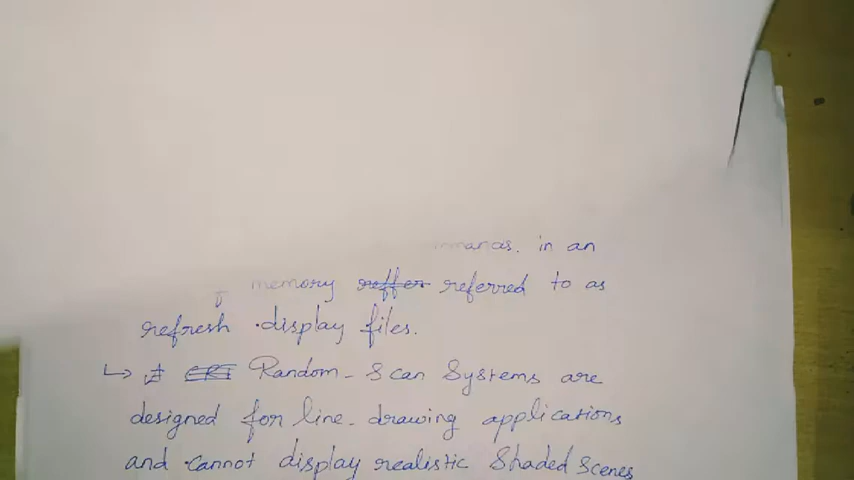 in an
memory referred to as
refresh display files.
↳ Random-Scan Systems are
designed for line-drawing applications
and cannot display realistic Shaded Scenes